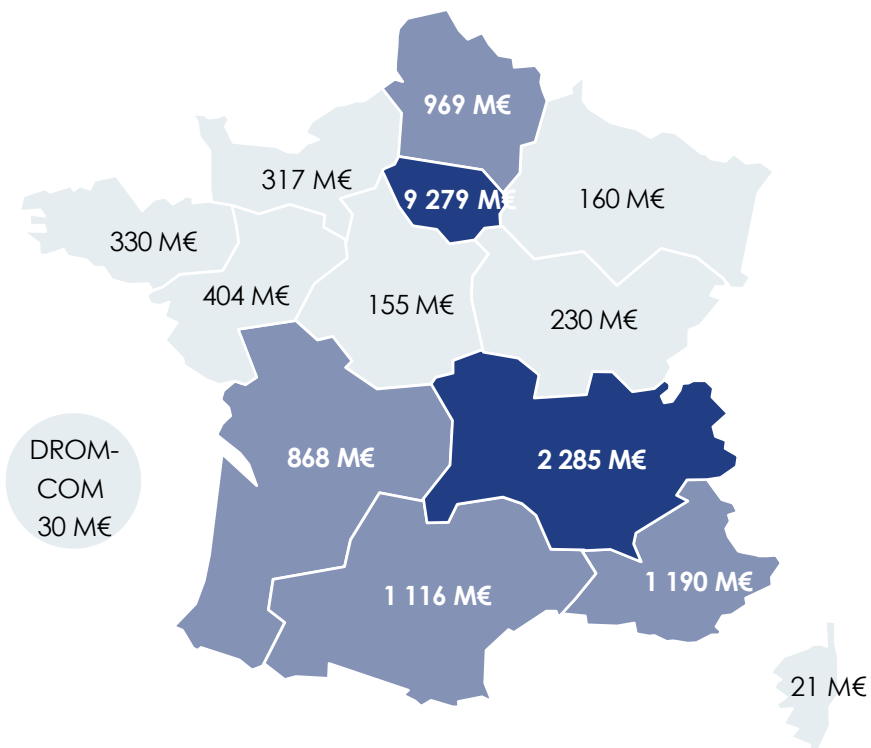 969 M€
317 M€
9 279 M€
160 M€
330 M€
404 M€
155 M€
230 M€
DROM-
COM
30 M€
868 M€
2 285 M€
1 116 M€
1 190 M€
21 M€